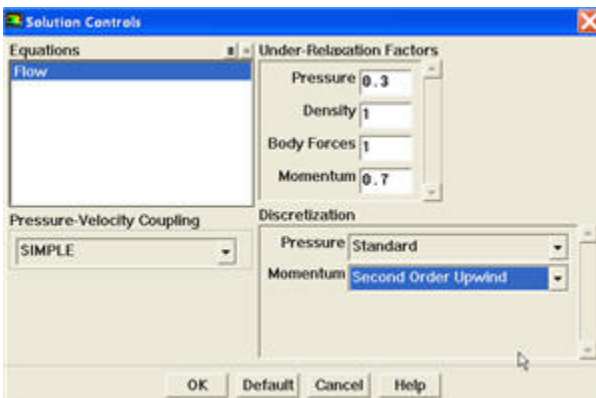 Solution Controls
Equations
Flow
Under-Relaxation Factors
Pressure 0.3
Density 1
Body Forces 1
Momentum 0.7
Pressure-Velocity Coupling
SIMPLE
Discretization
Pressure Standard
Momentum Second Order Upwind
OK Default Cancel Help